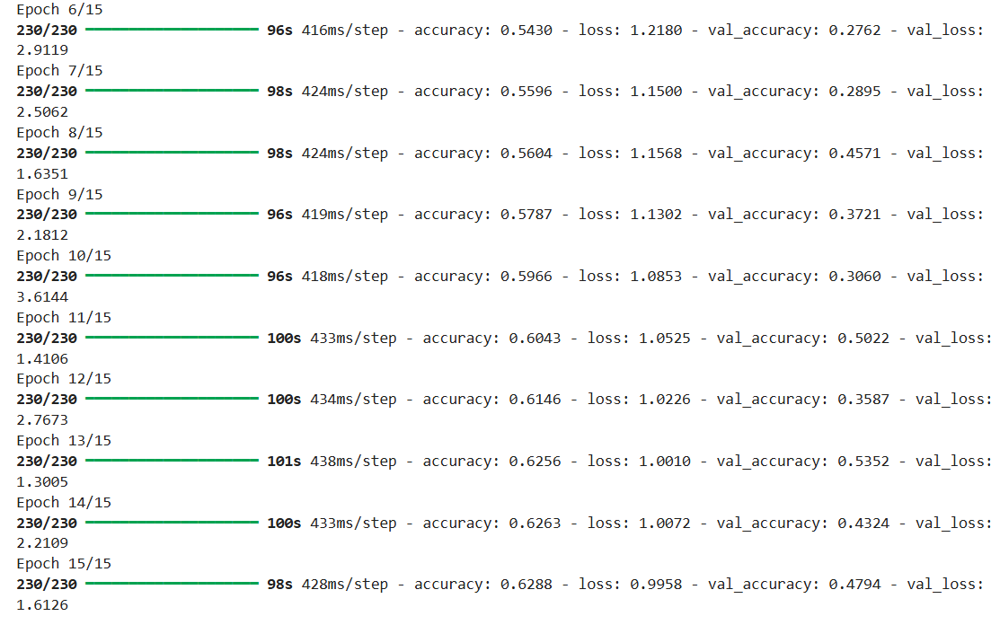 Epoch 6/15
230/230 ━━━━━━━━━━━━━━━━━━━━ 96s 416ms/step - accuracy: 0.5430 - loss: 1.2180 - val_accuracy: 0.2762 - val_loss:
2.9119
Epoch 7/15
230/230 ━━━━━━━━━━━━━━━━━━━━ 98s 424ms/step - accuracy: 0.5596 - loss: 1.1500 - val_accuracy: 0.2895 - val_loss:
2.5062
Epoch 8/15
230/230 ━━━━━━━━━━━━━━━━━━━━ 98s 424ms/step - accuracy: 0.5604 - loss: 1.1568 - val_accuracy: 0.4571 - val_loss:
1.6351
Epoch 9/15
230/230 ━━━━━━━━━━━━━━━━━━━━ 96s 419ms/step - accuracy: 0.5787 - loss: 1.1302 - val_accuracy: 0.3721 - val_loss:
2.1812
Epoch 10/15
230/230 ━━━━━━━━━━━━━━━━━━━━ 96s 418ms/step - accuracy: 0.5966 - loss: 1.0853 - val_accuracy: 0.3060 - val_loss:
3.6144
Epoch 11/15
230/230 ━━━━━━━━━━━━━━━━━━━━ 100s 433ms/step - accuracy: 0.6043 - loss: 1.0525 - val_accuracy: 0.5022 - val_loss:
1.4106
Epoch 12/15
230/230 ━━━━━━━━━━━━━━━━━━━━ 100s 434ms/step - accuracy: 0.6146 - loss: 1.0226 - val_accuracy: 0.3587 - val_loss:
2.7673
Epoch 13/15
230/230 ━━━━━━━━━━━━━━━━━━━━ 101s 438ms/step - accuracy: 0.6256 - loss: 1.0010 - val_accuracy: 0.5352 - val_loss:
1.3005
Epoch 14/15
230/230 ━━━━━━━━━━━━━━━━━━━━ 100s 433ms/step - accuracy: 0.6263 - loss: 1.0072 - val_accuracy: 0.4324 - val_loss:
2.2109
Epoch 15/15
230/230 ━━━━━━━━━━━━━━━━━━━━ 98s 428ms/step - accuracy: 0.6288 - loss: 0.9958 - val_accuracy: 0.4794 - val_loss:
1.6126